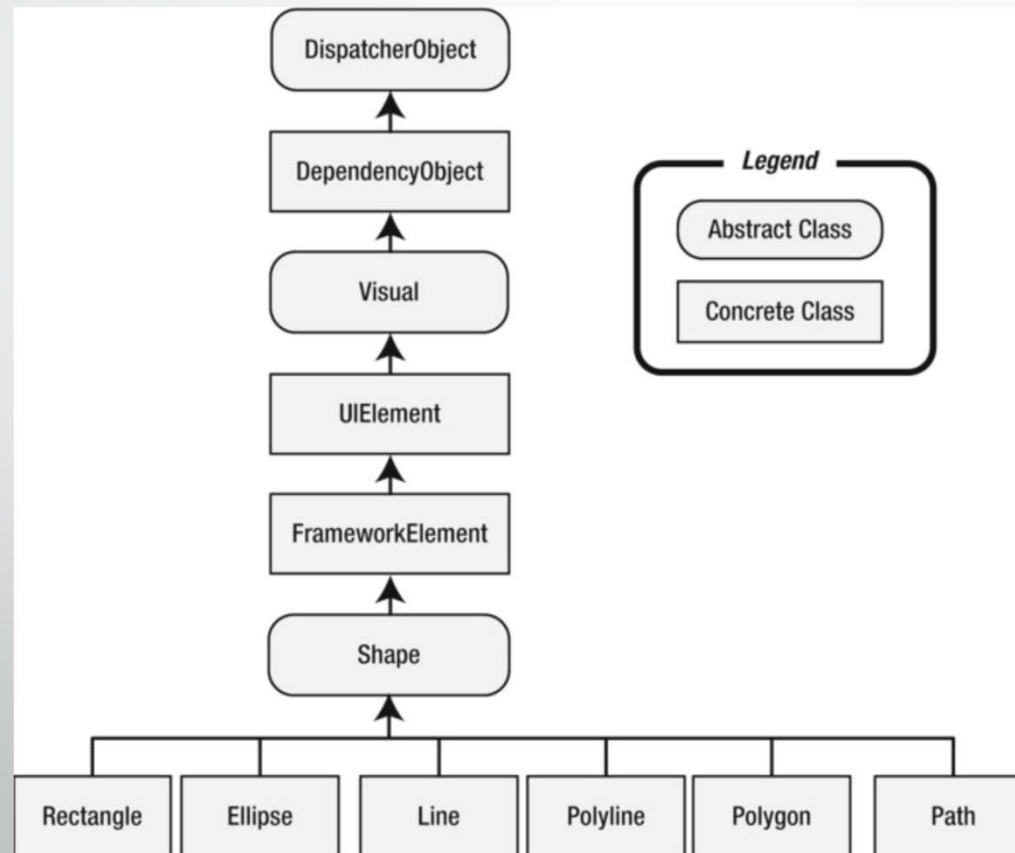 DispatcherObject
DependencyObject
Legend
Abstract Class
Visual
Concrete Class
UIElement
FrameworkElement
Shape
Rectangle
Ellipse
Line
Polyline
Polygon
Path